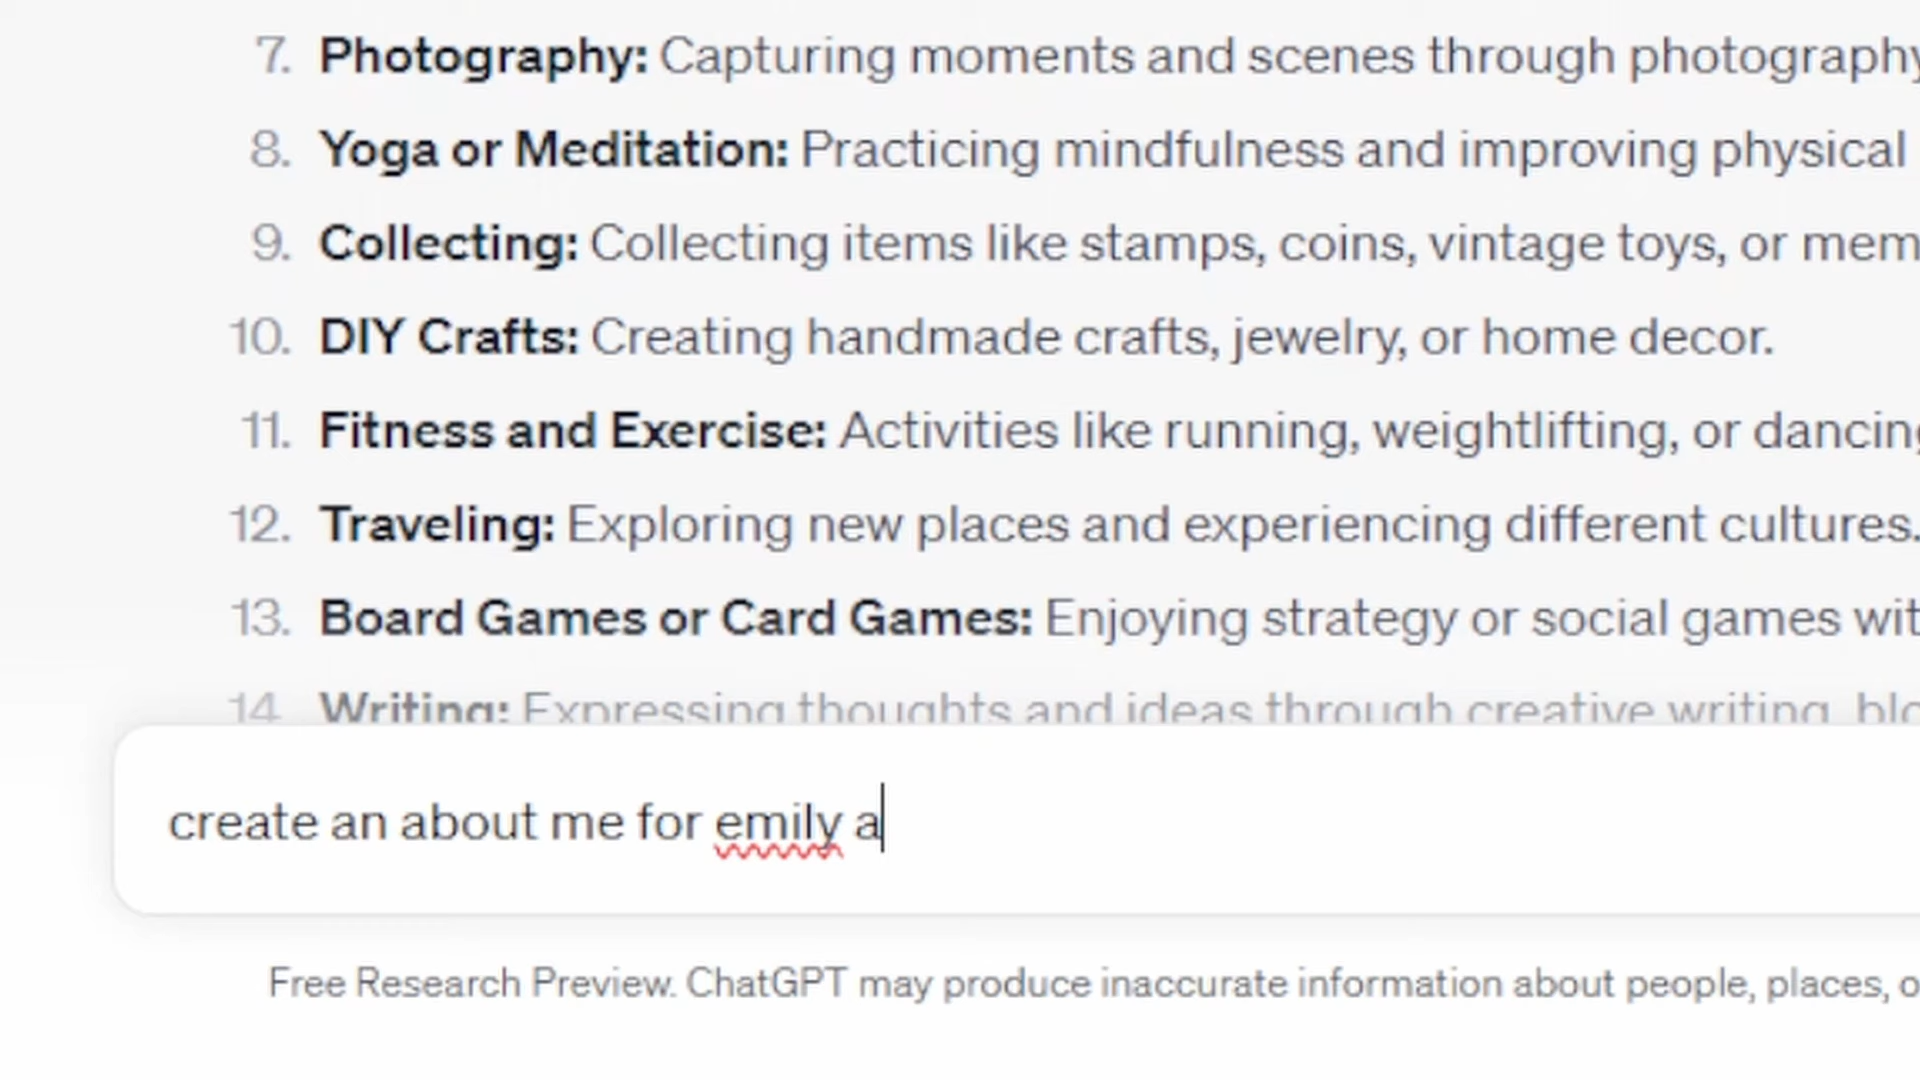 7. Photography: Capturing moments and scenes through photography
8. Yoga or Meditation: Practicing mindfulness and improving physical
9. Collecting: Collecting items like stamps, coins, vintage toys, or mem
10. DIY Crafts: Creating handmade crafts, jewelry, or home decor.
11. Fitness and Exercise: Activities like running, weightlifting, or dancing
12. Traveling: Exploring new places and experiencing different cultures.
13. Board Games or Card Games: Enjoying strategy or social games wit
14. Writing: Expressing thoughts and ideas through creative writing, blo
create an about me for emily a
Free Research Preview. ChatGPT may produce inaccurate information about people, places, o